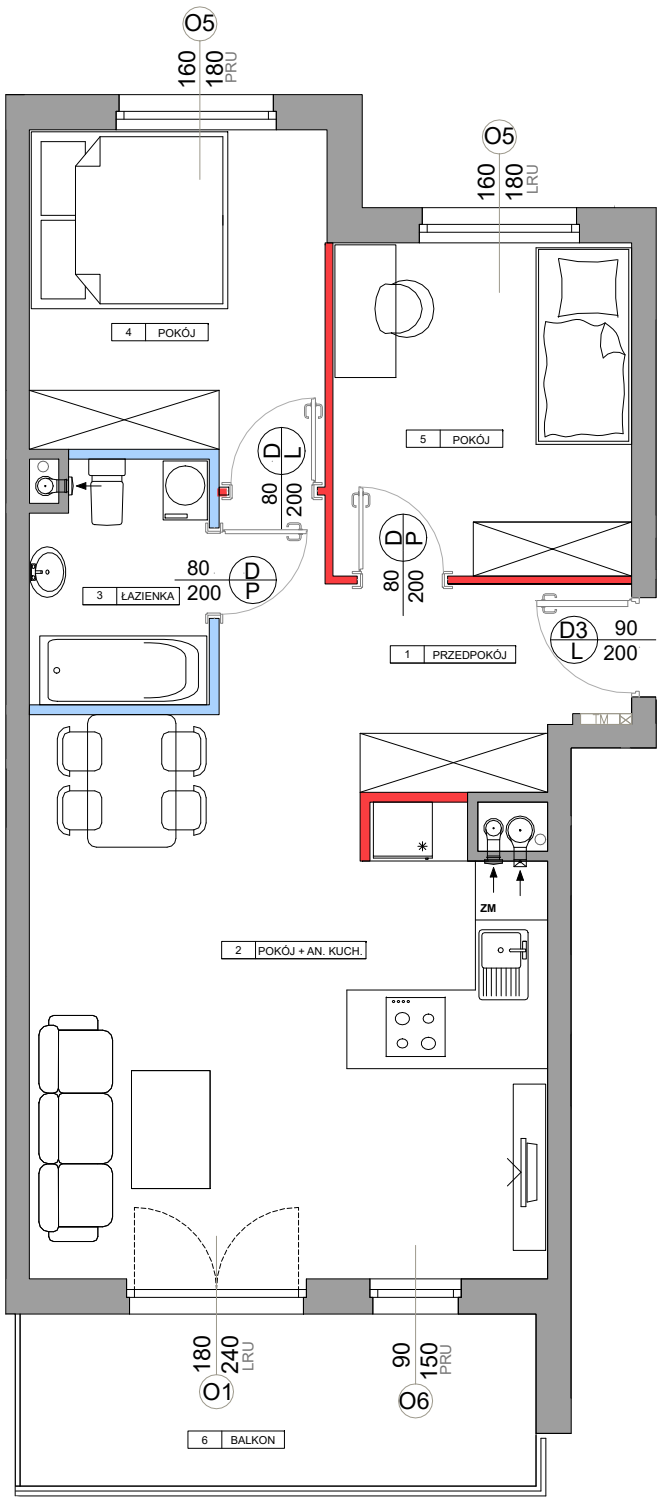 O5
160
180
PRU
O5
160
180
LRU
4 POKÓJ
5 POKÓJ
D
L
80
200
D
P
80
200
80
200
D
P
3 ŁAZIENKA
D3
L
90
200
1 PRZEDPOKÓJ
TM
ZM
2 POKÓJ + AN. KUCH.
180
240
LRU
O1
90
150
PRU
O6
6 BALKON